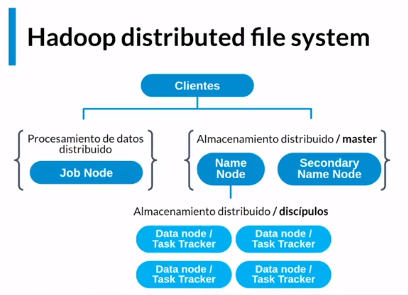 Hadoop distributed file system
Clientes
Procesamiento de datos
distribuido
Job Node
Almacenamiento distribuido / master
Name
Node
Secondary
Name Node
Almacenamiento distribuido / discípulos
Data node /
Task Tracker
Data node /
Task Tracker
Data node /
Task Tracker
Data node /
Task Tracker